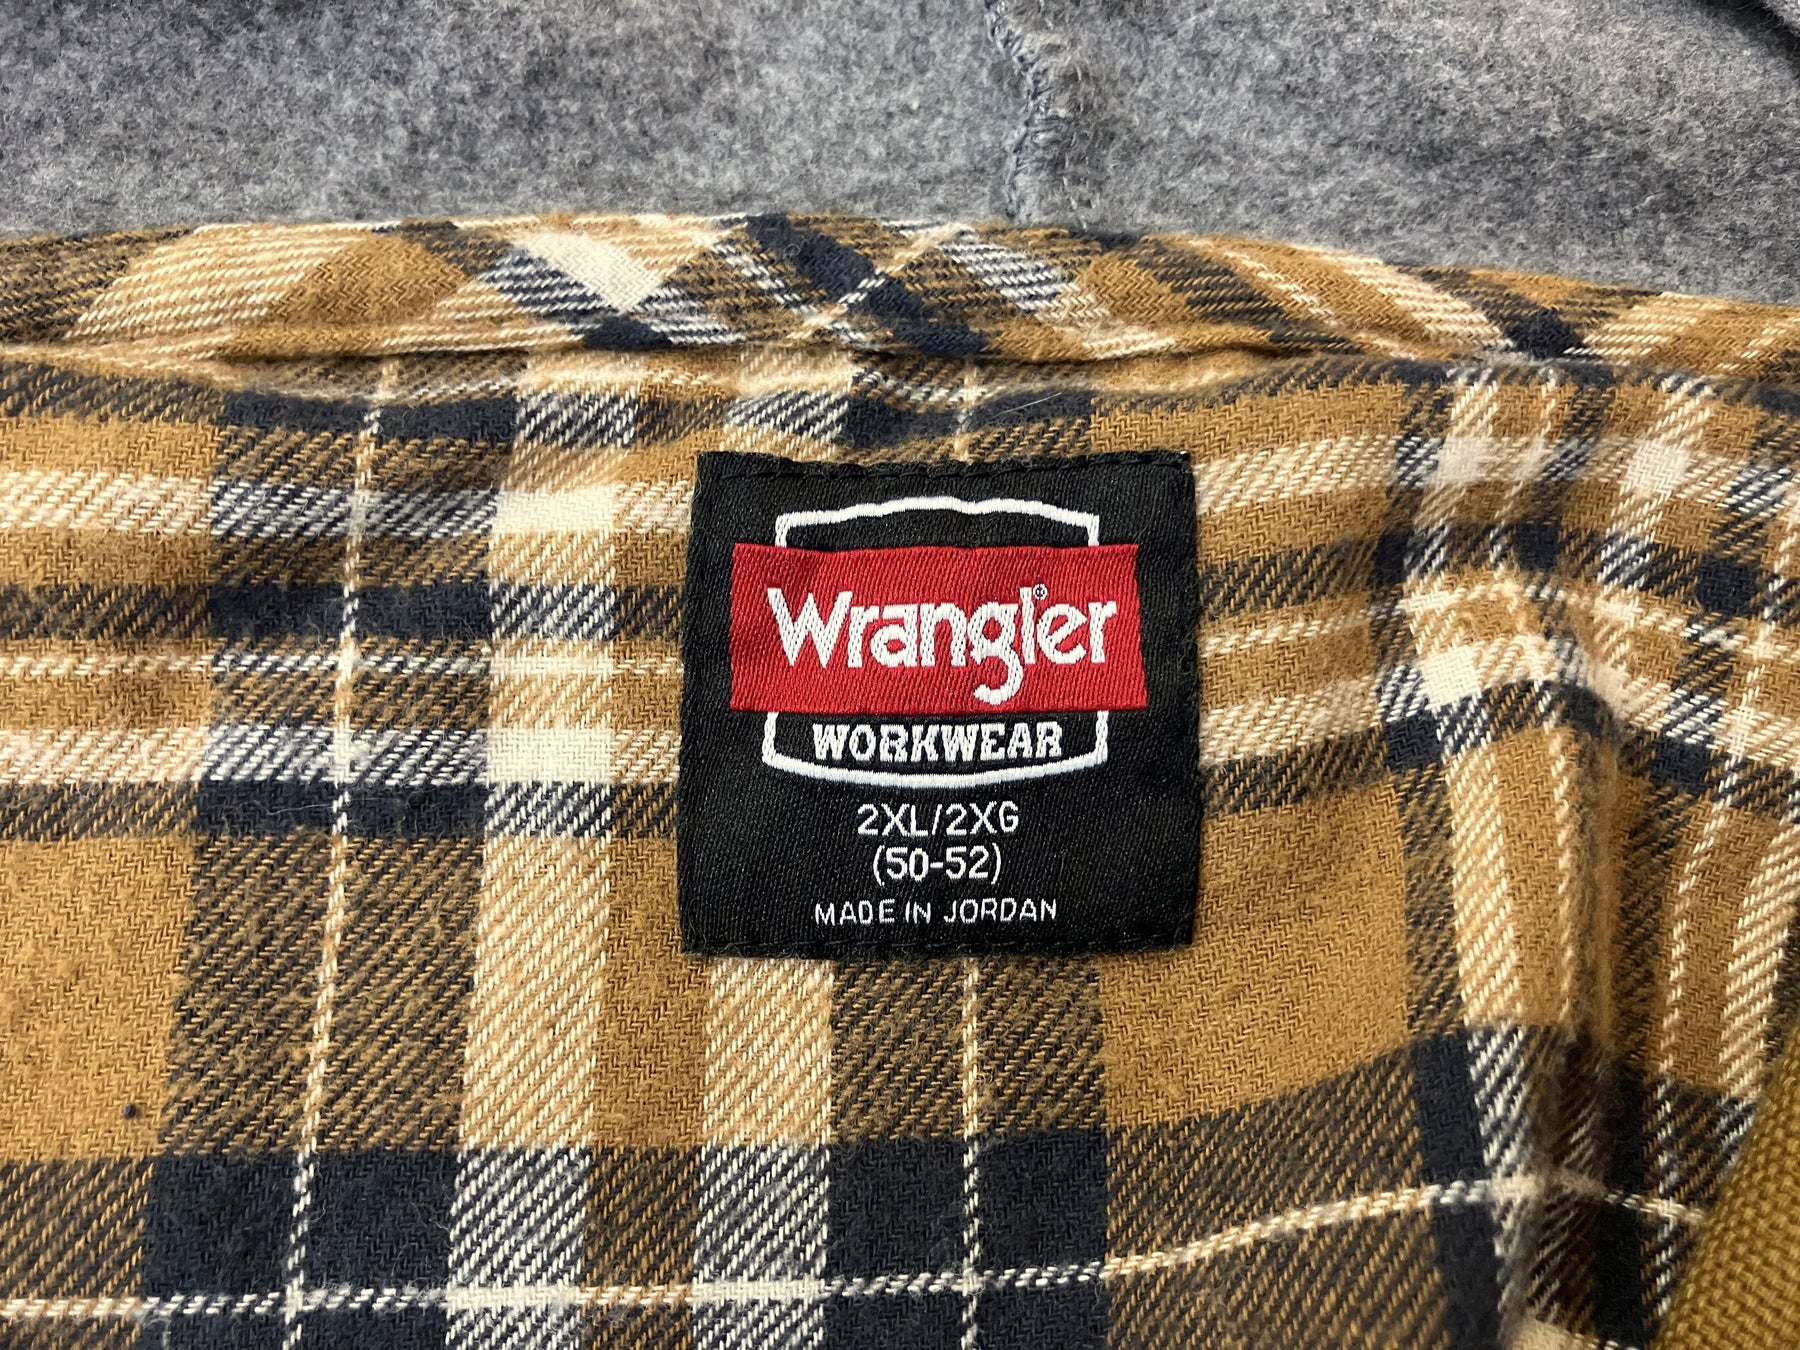 Wrangler®
WORKWEAR
2XL/2XG
(50-52)
MADE IN JORDAN